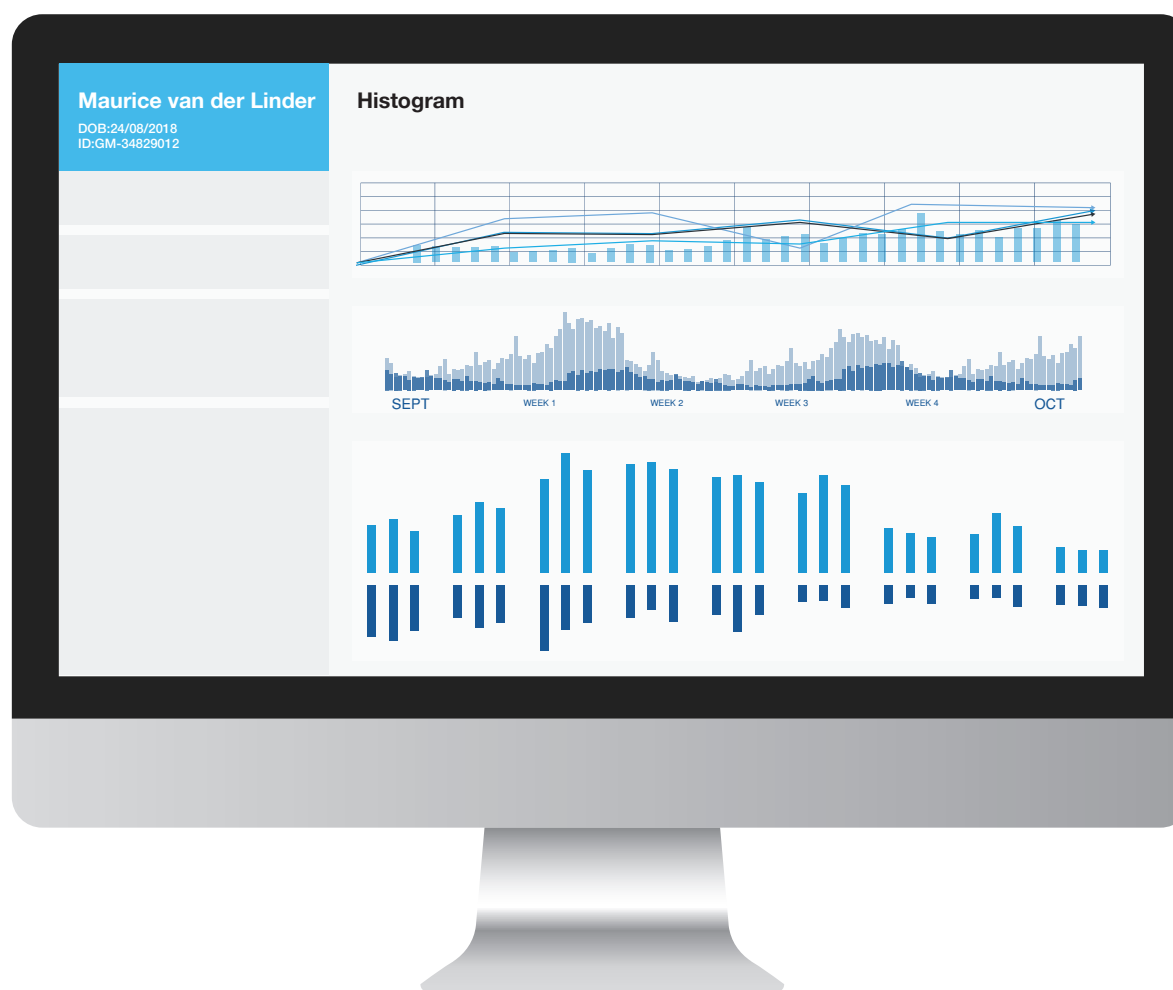 Maurice van der Linder
DOB:24/08/2018
ID:GM-34829012
Histogram
SEPT WEEK 1 WEEK 2 WEEK 3 WEEK 4 OCT